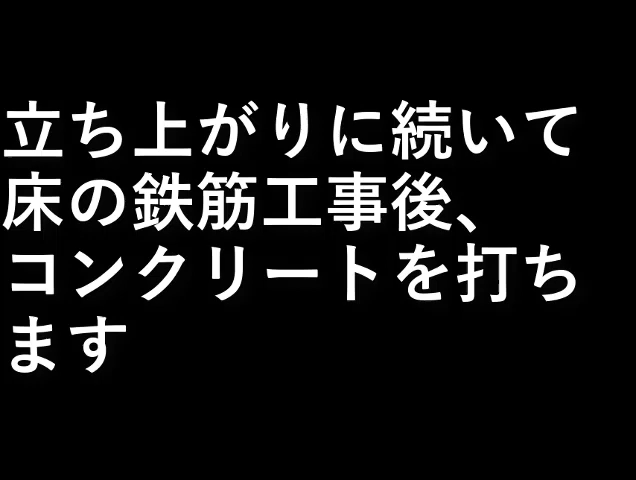 立ち上がりに続いて
床の鉄筋工事後、
コンクリートを打ち
ます